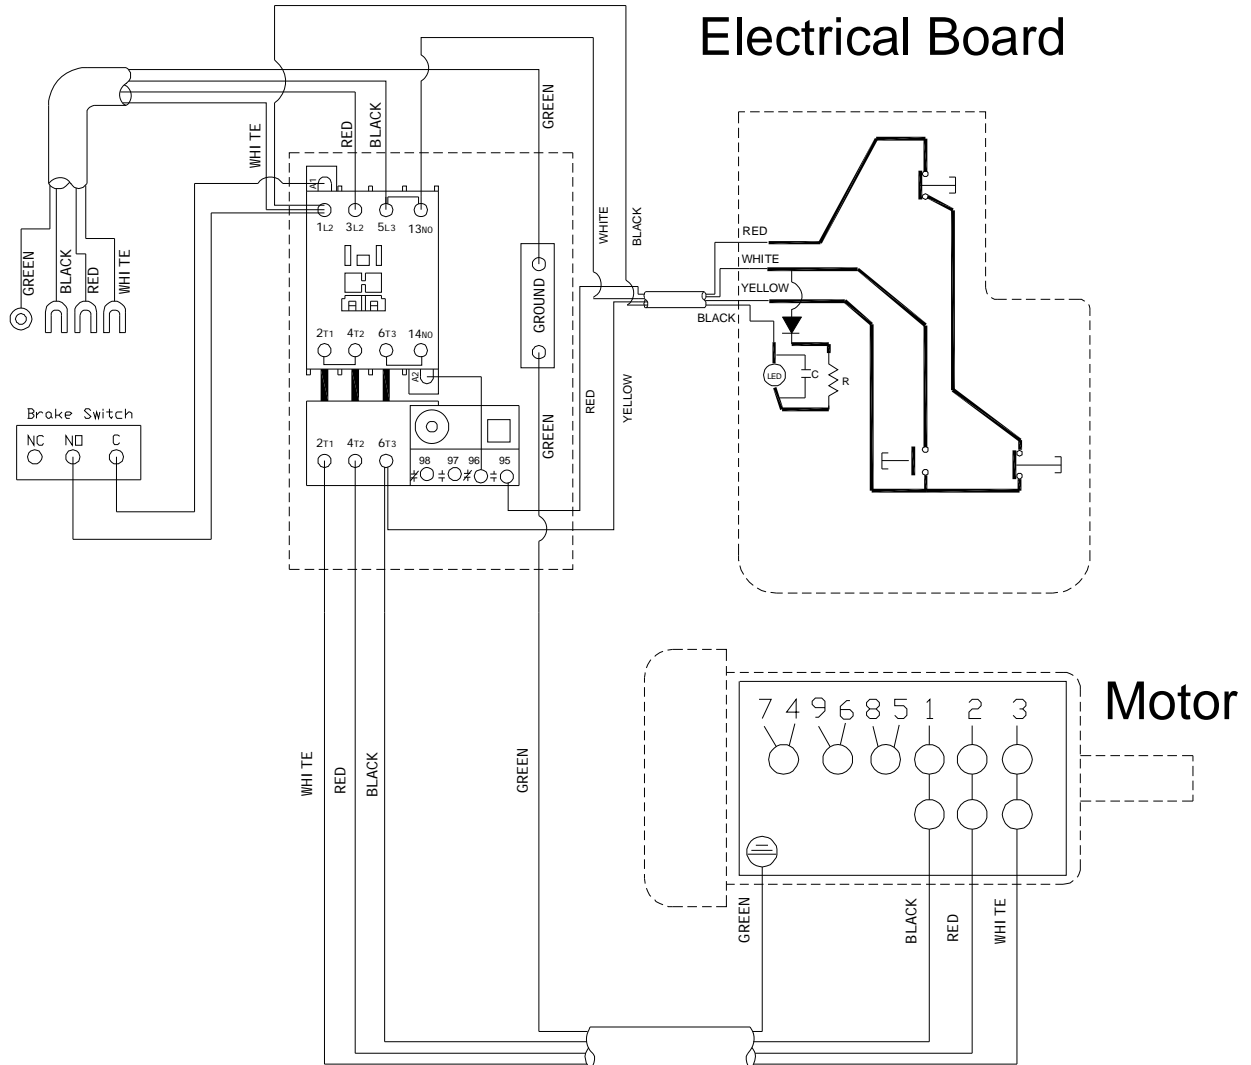 Electrical Board
GREEN
BLACK
RED
WHITE
WHITE
RED
BLACK
GREEN
A1
1L2 3L2 5L3 13NO
2T1 4T2 6T3 14NO
A2
GROUND
WHITE
BLACK
RED
WHITE
YELLOW
BLACK
LED
C
R
RED
YELLOW
GREEN
Brake Switch
NC NO C
2T1 4T2 6T3
98 97 96 95
WHITE
RED
BLACK
GREEN
Motor
7 4 9 6 8 5 1 2 3
GREEN
BLACK
RED
WHITE